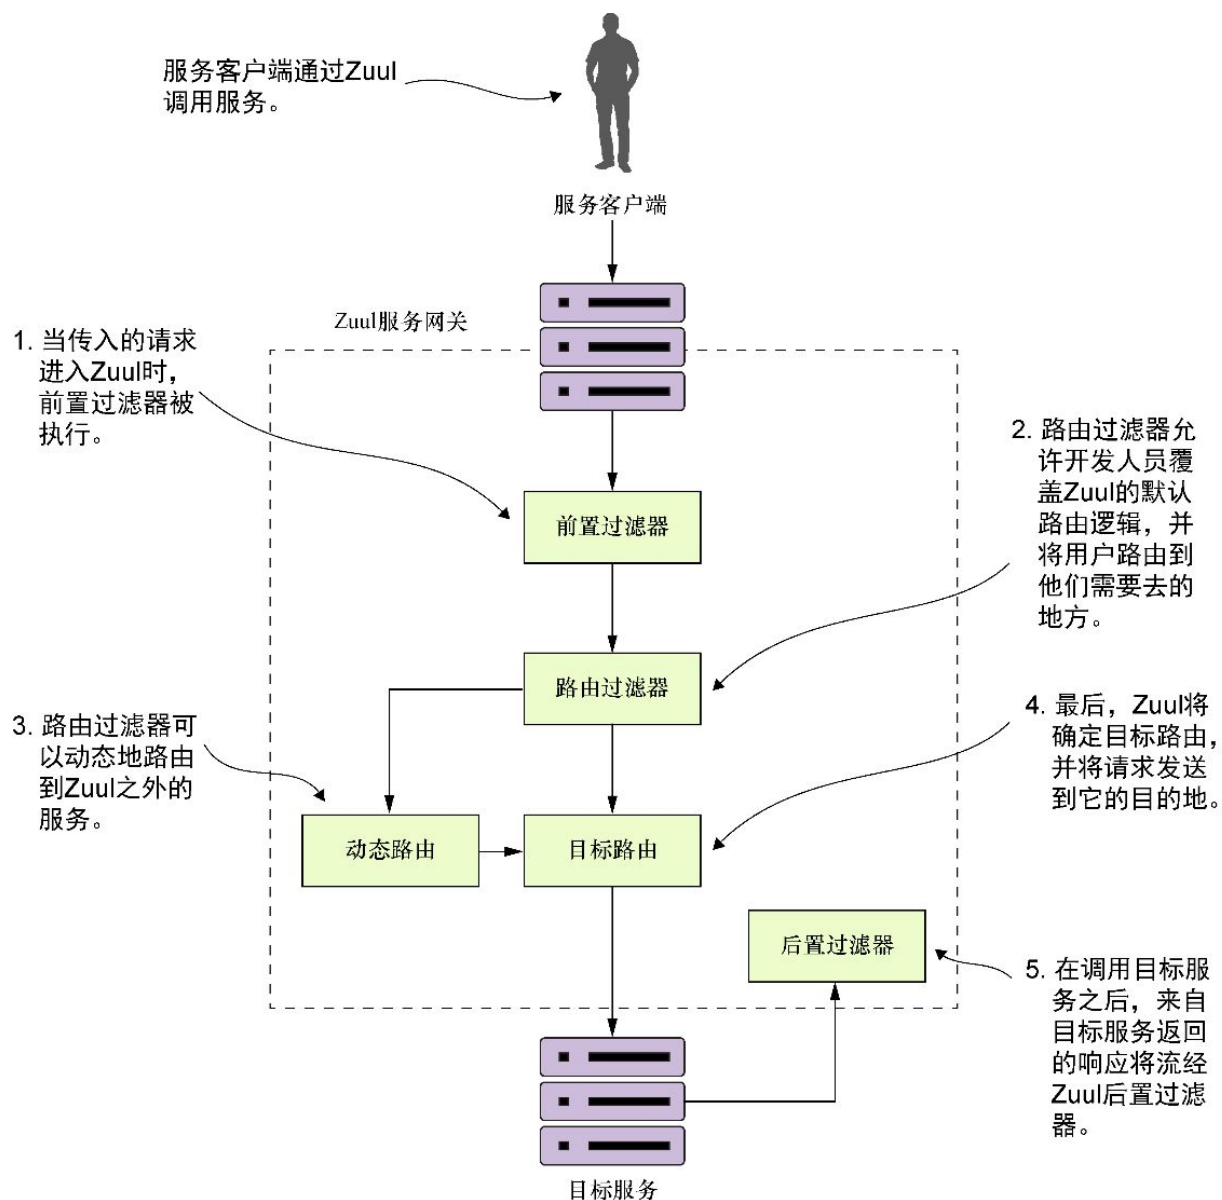 服务客户端通过Zuul
调用服务。
服务客户端
Zuul服务网关
1. 当传入的请求
进入Zuul时，
前置过滤器被
执行。
前置过滤器
2. 路由过滤器允
许开发人员覆
盖Zuul的默认
路由逻辑，并
将用户路由到
他们需要去的
地方。
路由过滤器
3. 路由过滤器可
以动态地路由
到Zuul之外的
服务。
4. 最后，Zuul将
确定目标路由，
并将请求发送
到它的目的地。
动态路由
目标路由
后置过滤器
5. 在调用目标服
务之后，来自
目标服务返回
的响应将流经
Zuul后置过滤
器。
目标服务